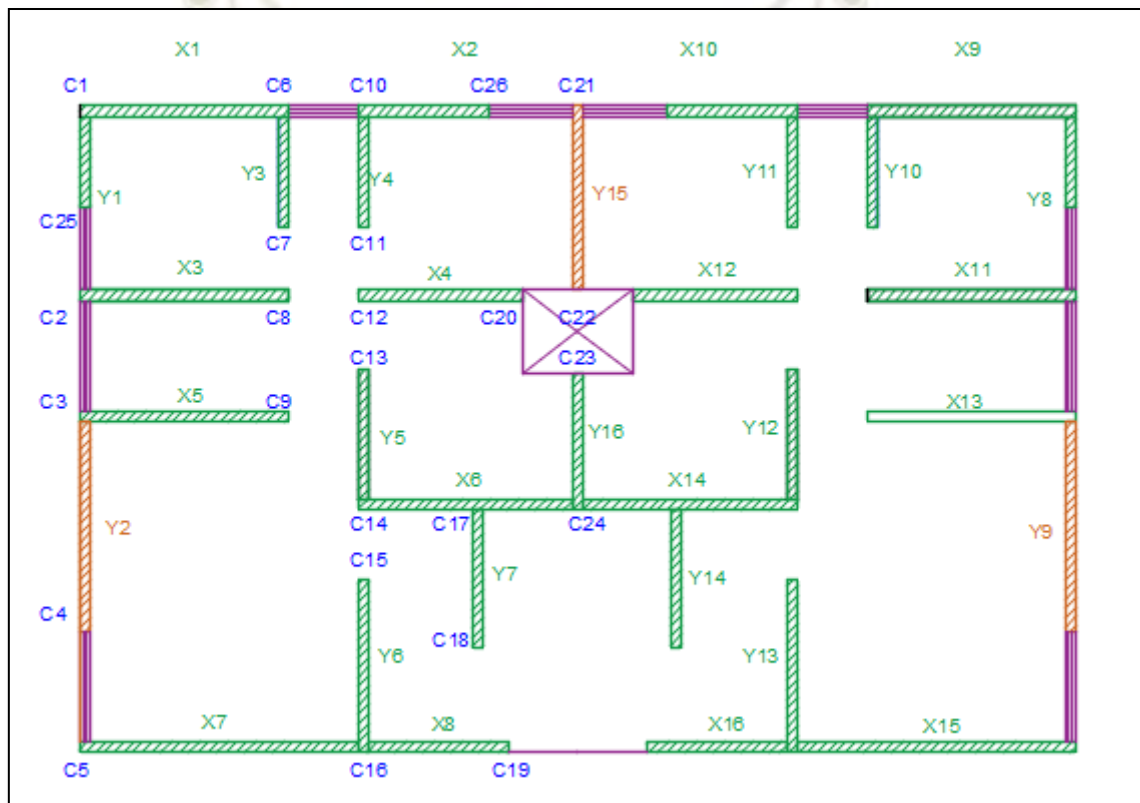 X1 X2 X10 X9
C1 C6 C10 C26 C21
Y3 Y4 Y11 Y10
Y1 Y15 Y8
C25
C7 C11
X3 X4 X12 X11
C2 C8 C12 C20 C22
C13 C23
C3 X5 C9 X13
Y5 Y16 Y12
X6 X14
Y2 C14 C17 C24 Y9
C15 Y7 Y14
C4
C18
Y6 Y13
X7 X8 X16 X15
C5 C16 C19